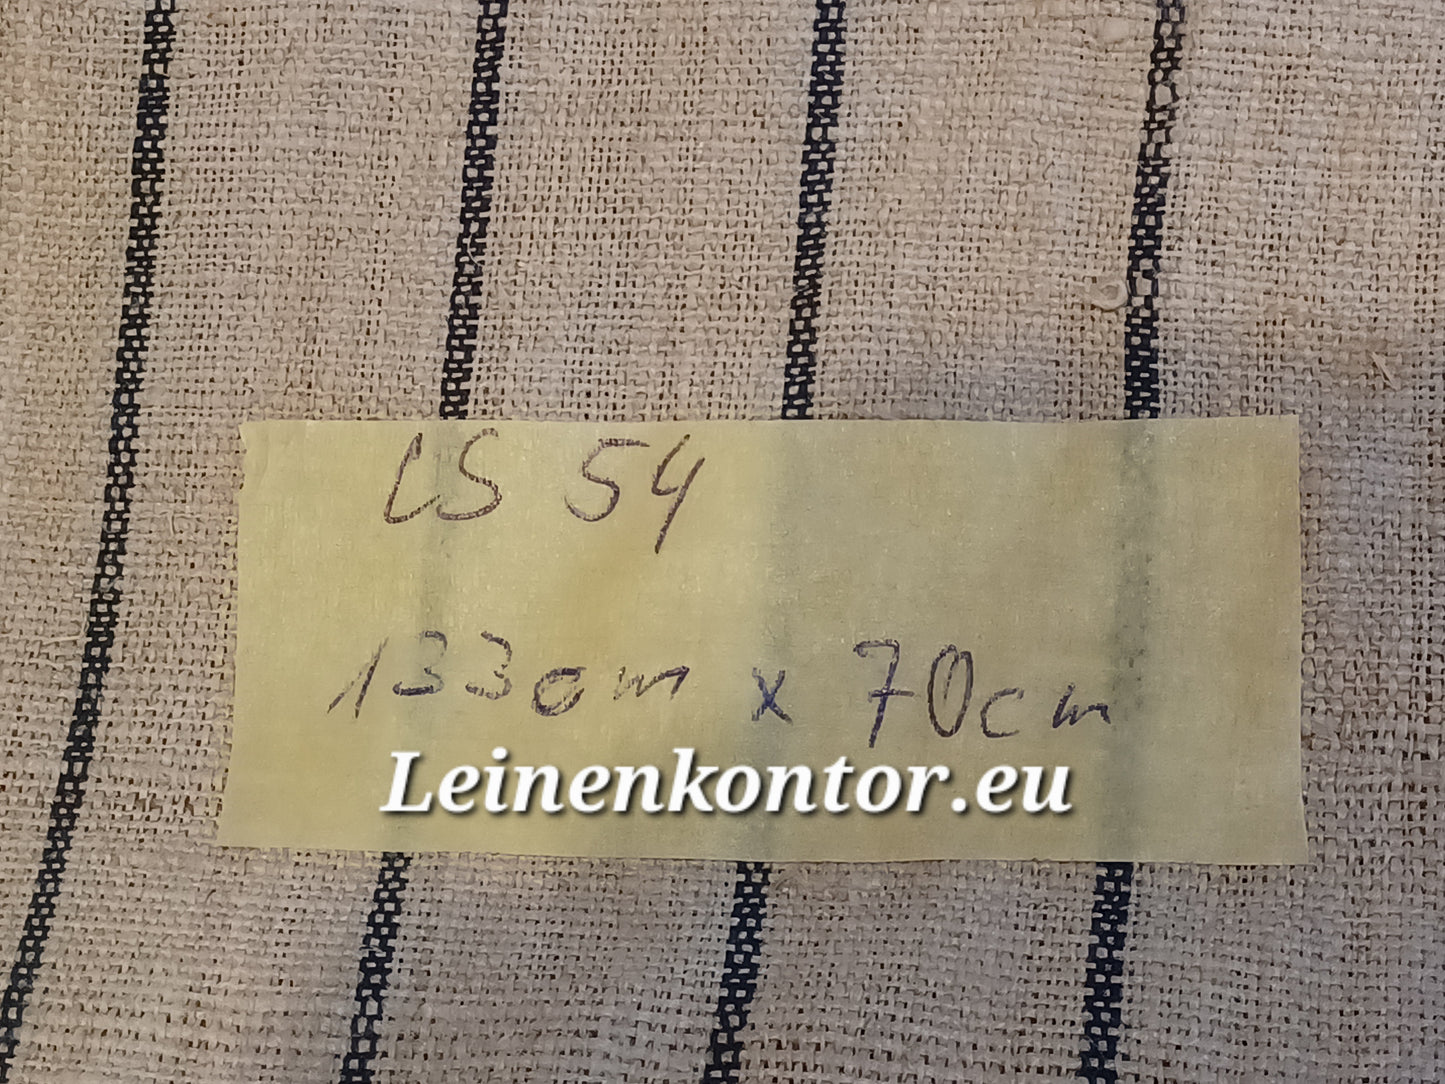 LS 54
133cm x 70cm
Leinenkontor.eu